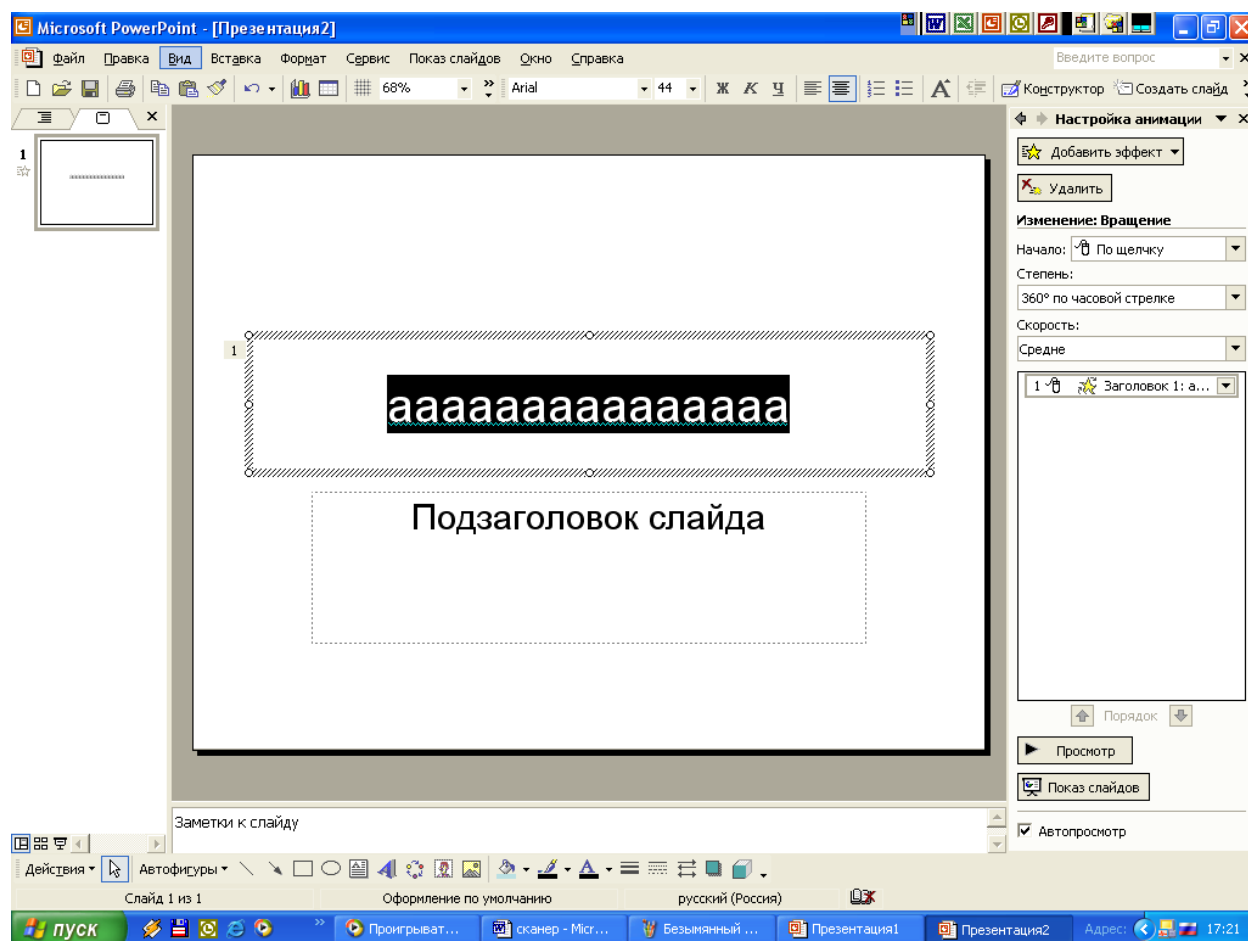 Microsoft PowerPoint - [Презентация2]
Файл Правка Вид Вставка Формат Сервис Показ слайдов Окно Справка Введите вопрос
68% Arial 44 Ж К Ч Конструктор Создать слайд
Настройка анимации
1
Добавить эффект
Удалить
Изменение: Вращение
Начало: По щелчку
Степень:
360° по часовой стрелке
Скорость:
Средне
1
1 Заголовок 1: а...
ааааааааааааааа
Подзаголовок слайда
Порядок
Просмотр
Показ слайдов
Автопросмотр
Заметки к слайду
Действия Автофигуры
Слайд 1 из 1 Оформление по умолчанию русский (Россия)
пуск Проигрыват... сканер - Micr... Безымянный ... Презентация1 Презентация2 Адрес: 17:21